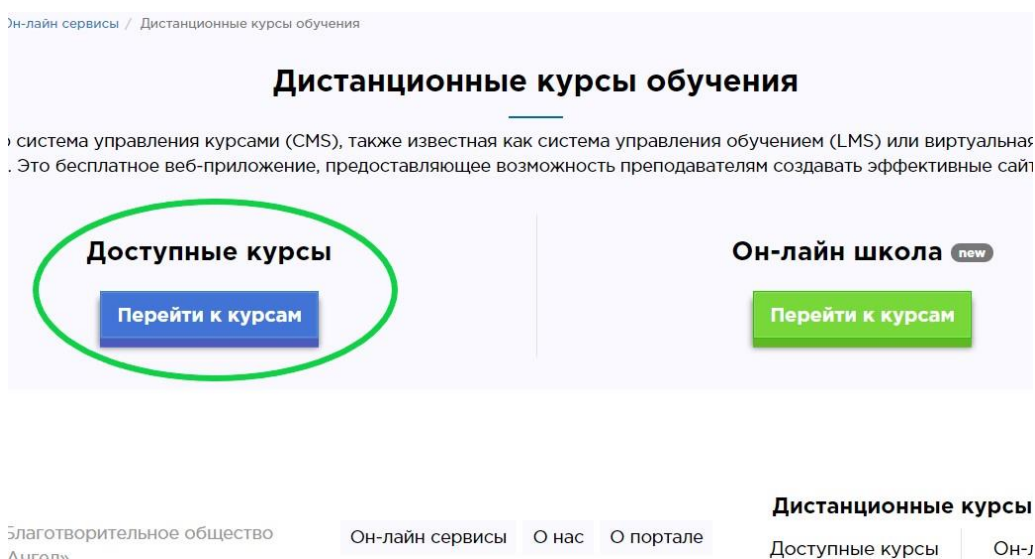 Он-лайн сервисы / Дистанционные курсы обучения
Дистанционные курсы обучения
система управления курсами (CMS), также известная как система управления обучением (LMS) или виртуальная
. Это бесплатное веб-приложение, предоставляющее возможность преподавателям создавать эффективные сайт
Доступные курсы
Перейти к курсам
Он-лайн школа new
Перейти к курсам
Благотворительное общество
Ангел»
Он-лайн сервисы О нас О портале
Дистанционные курсы
Доступные курсы